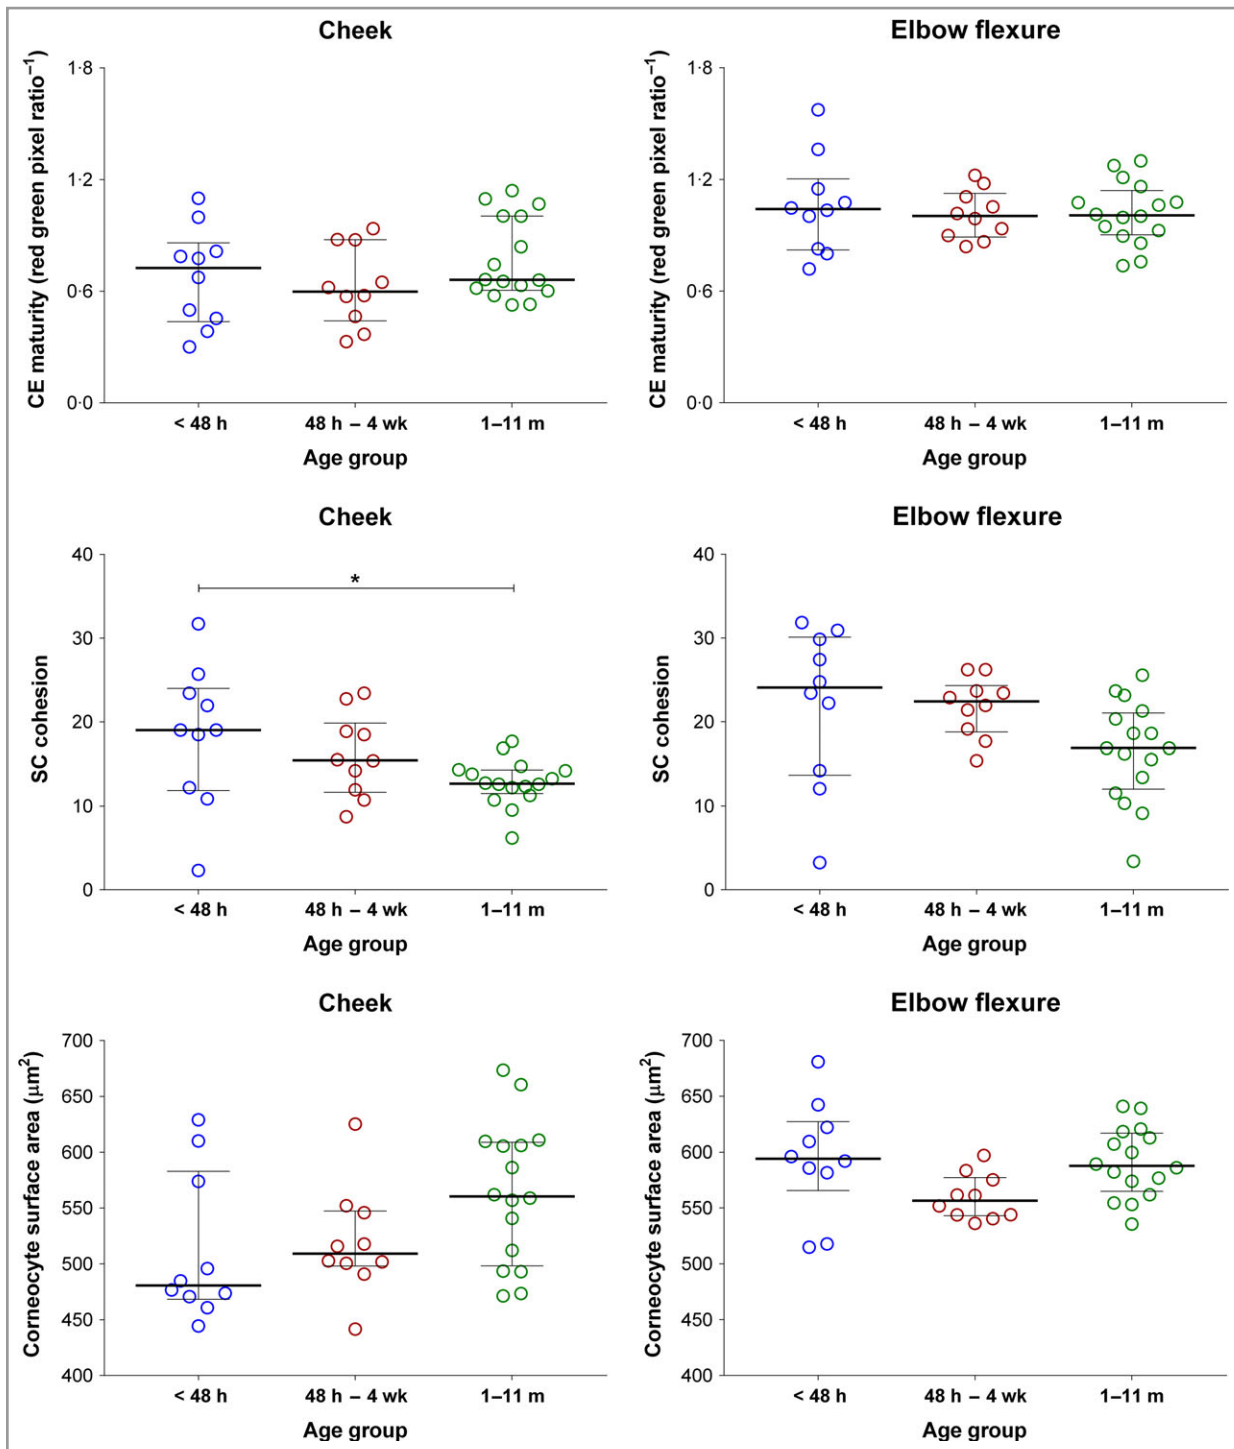 Cheek
CE maturity (red green pixel ratio⁻¹)
1·8
1·2
0·6
0·0
< 48 h
48 h – 4 wk
1–11 m
Age group
Elbow flexure
CE maturity (red green pixel ratio⁻¹)
1·8
1·2
0·6
0·0
< 48 h
48 h – 4 wk
1–11 m
Age group
Cheek
SC cohesion
40
30
20
10
0
*
< 48 h
48 h – 4 wk
1–11 m
Age group
Elbow flexure
SC cohesion
40
30
20
10
0
< 48 h
48 h – 4 wk
1–11 m
Age group
Cheek
Corneocyte surface area (μm²)
700
650
600
550
500
450
400
< 48 h
48 h – 4 wk
1–11 m
Age group
Elbow flexure
Corneocyte surface area (μm²)
700
650
600
550
500
450
400
< 48 h
48 h – 4 wk
1–11 m
Age group